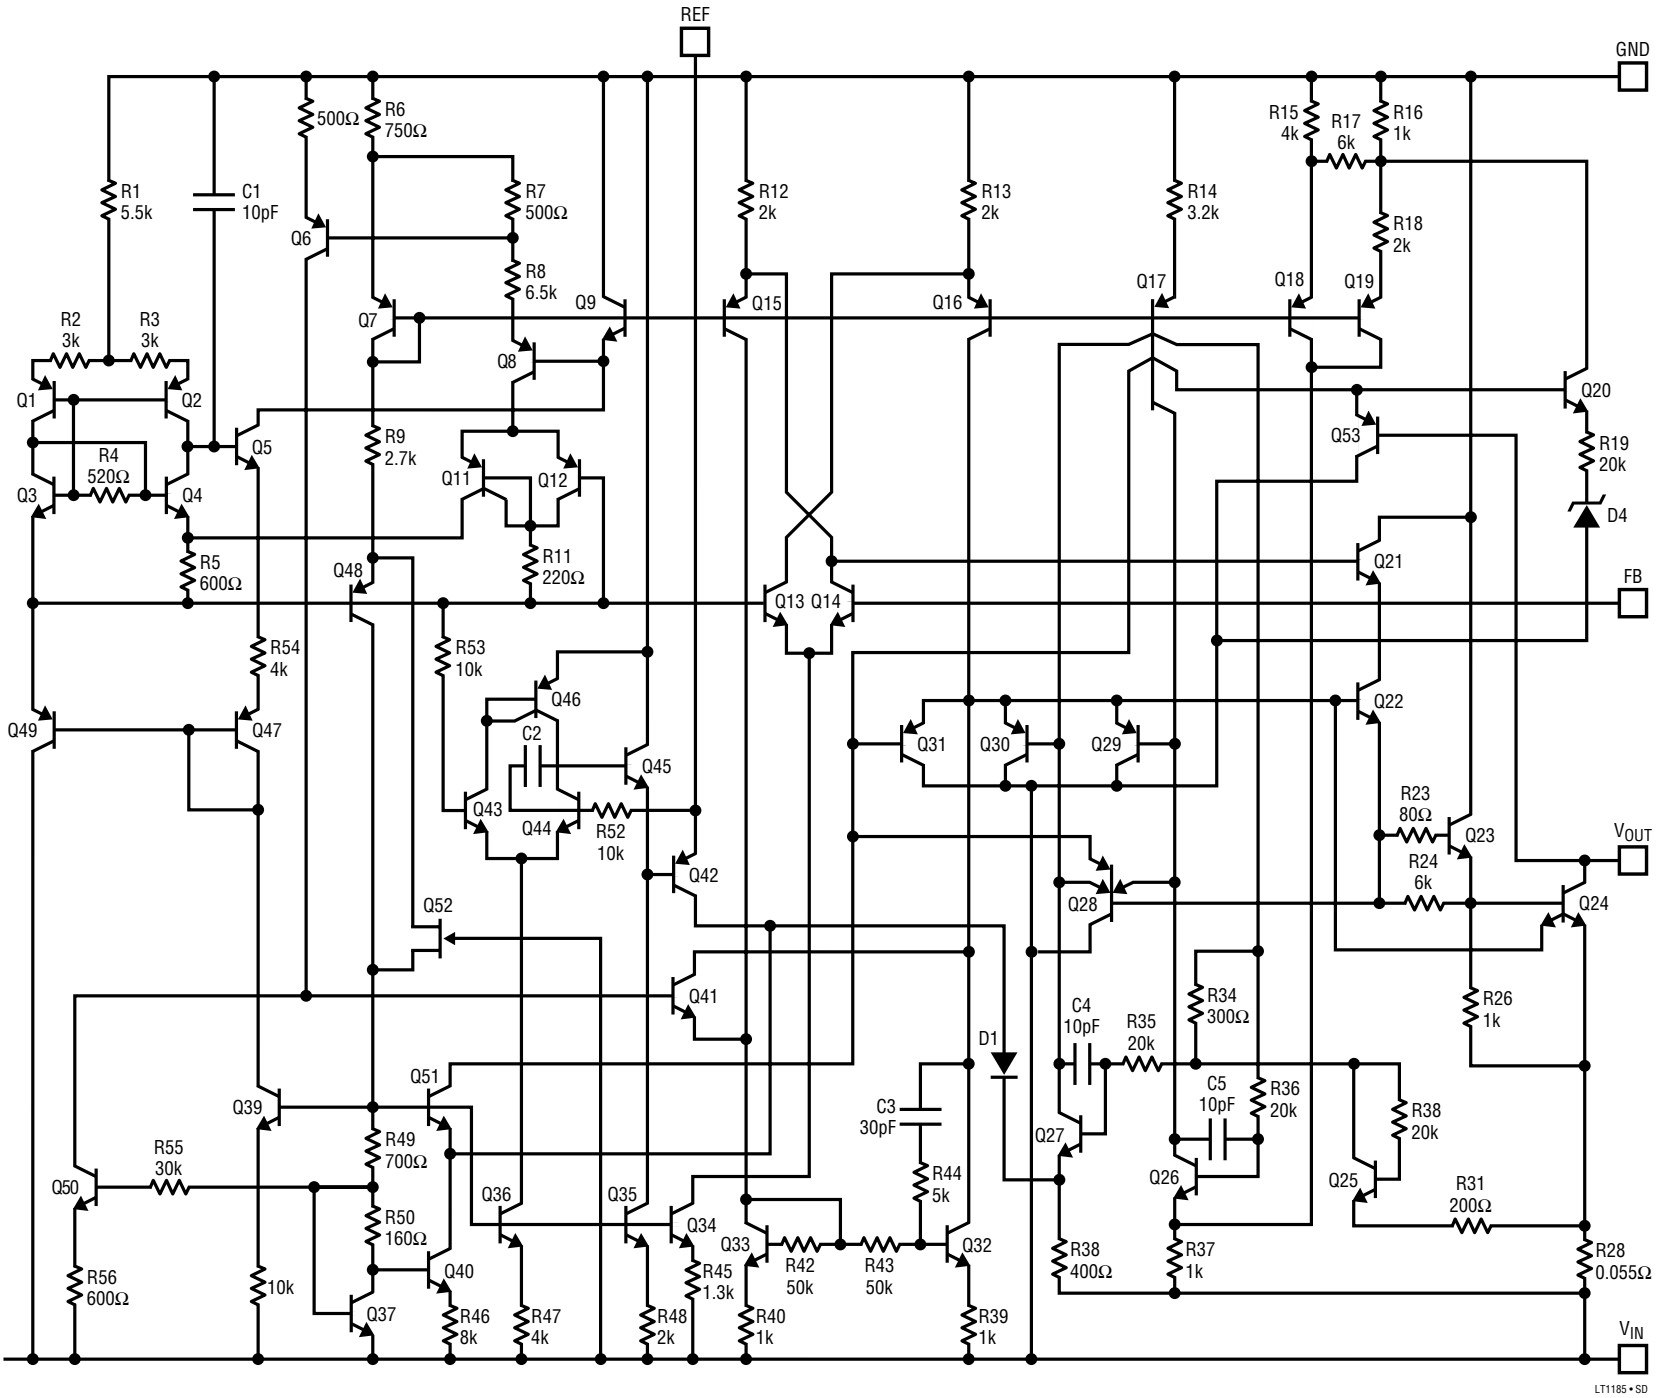 REF
GND
500Ω
R6
750Ω
R15
4k
R17
6k
R16
1k
R1
5.5k
C1
10pF
R7
500Ω
R12
2k
R13
2k
R14
3.2k
R18
2k
Q6
R8
6.5k
Q17
Q18
Q19
Q9
Q15
Q16
R2
3k
R3
3k
Q7
Q8
Q1
Q2
Q20
Q5
R9
2.7k
Q53
R19
20k
R4
520Ω
Q11
Q12
Q3
Q4
D4
Q21
R5
600Ω
Q48
R11
220Ω
Q13
Q14
FB
R54
4k
R53
10k
Q46
Q22
Q49
Q47
C2
Q31
Q30
Q29
Q45
Q43
Q44
R52
10k
R23
80Ω
Q23
VOUT
Q42
R24
6k
Q52
Q28
Q24
Q41
R34
300Ω
R26
1k
C4
10pF
R35
20k
D1
Q51
C5
10pF
R36
20k
Q39
C3
30pF
R38
20k
R49
700Ω
Q27
R55
30k
Q50
R44
5k
Q26
Q25
R31
200Ω
Q36
Q35
R50
160Ω
Q34
Q33
R42
50k
R43
50k
Q32
R38
400Ω
R37
1k
R28
0.055Ω
R56
600Ω
10k
Q40
Q37
R45
1.3k
R46
8k
R47
4k
R48
2k
R40
1k
R39
1k
VIN
LT1185 • SD